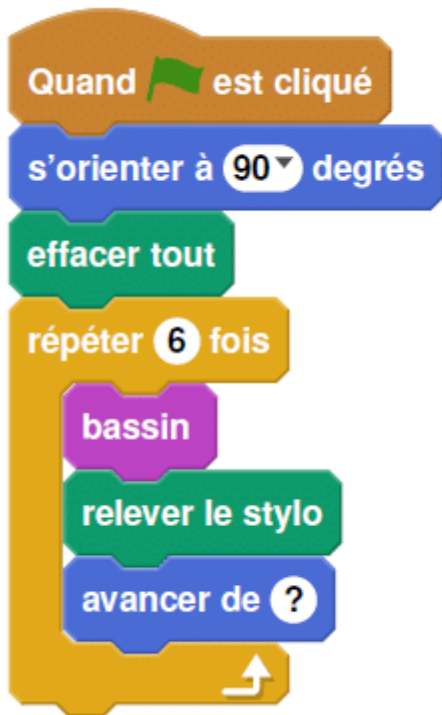 Quand est cliqué
s'orienter à 90 degrés
effacer tout
répéter 6 fois
bassin
relever le stylo
avancer de ?